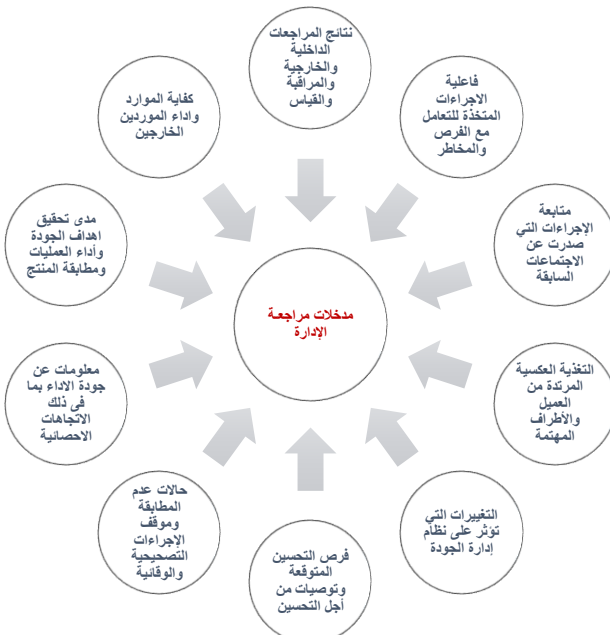 نتائج المراجعات
الداخلية
والخارجية
والمراقبة
والقياس
فاعلية
الاجراءات
المتخذة للتعامل
مع الفرص
والمخاطر
متابعة
الإجراءات التي
صدرت عن
الاجتماعات
السابقة
التغذية العكسية
المرتدة من
العميل
والأطراف
المهتمة
التغييرات التي
تؤثر على نظام
إدارة الجودة
فرص التحسين
المتوقعة
وتوصيات من
أجل التحسين
حالات عدم
المطابقة
وموقف
الإجراءات
التصحيحية
والوقائية
معلومات عن
جودة الاداء بما
فى ذلك
الاتجاهات
الاحصائية
مدى تحقيق
اهداف الجودة
وأداء العمليات
ومطابقة المنتج
كفاية الموارد
واداء الموردين
الخارجين
مدخلات مراجعة
الإدارة